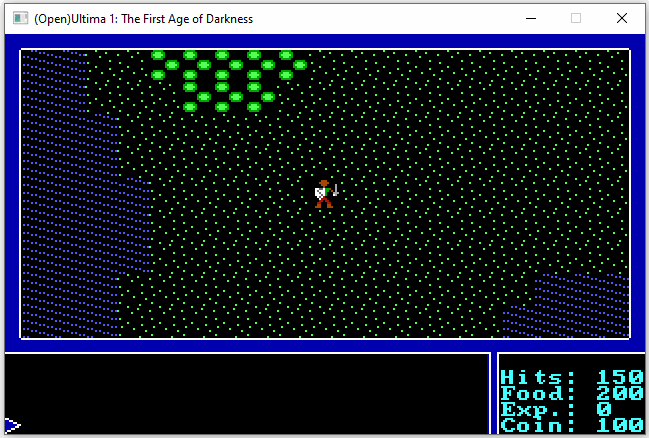 (Open)Ultima 1: The First Age of Darkness
Hits: 150
Food: 200
Exp.: 0
Coin: 100